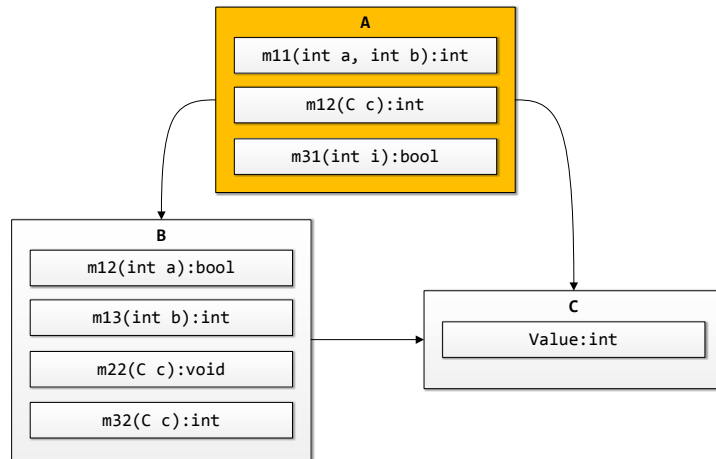 A
m11(int a, int b):int
m12(C c):int
m31(int i):bool
B
m12(int a):bool
m13(int b):int
m22(C c):void
m32(C c):int
C
Value:int